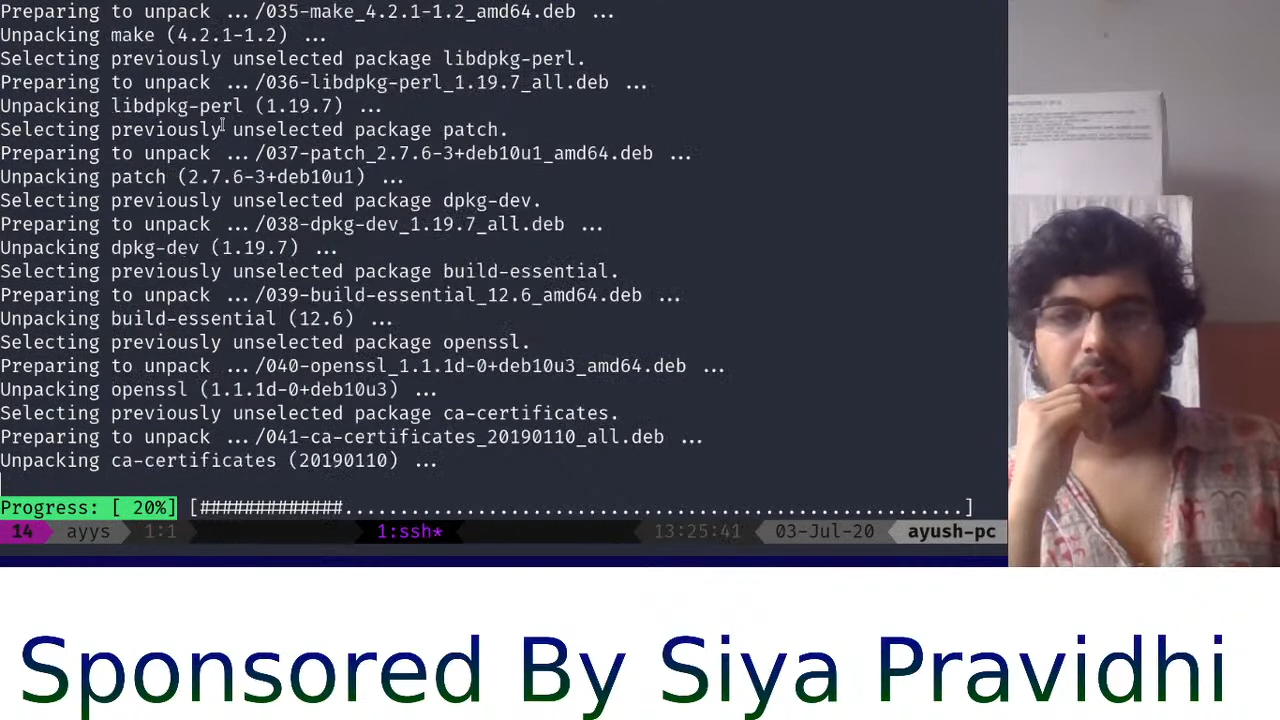 Preparing to unpack .../035-make_4.2.1-1.2_amd64.deb ...
Unpacking make (4.2.1-1.2) ...
Selecting previously unselected package libdpkg-perl.
Preparing to unpack .../036-libdpkg-perl_1.19.7_all.deb ...
Unpacking libdpkg-perl (1.19.7) ...
Selecting previously unselected package patch.
Preparing to unpack .../037-patch_2.7.6-3+deb10u1_amd64.deb ...
Unpacking patch (2.7.6-3+deb10u1) ...
Selecting previously unselected package dpkg-dev.
Preparing to unpack .../038-dpkg-dev_1.19.7_all.deb ...
Unpacking dpkg-dev (1.19.7) ...
Selecting previously unselected package build-essential.
Preparing to unpack .../039-build-essential_12.6_amd64.deb ...
Unpacking build-essential (12.6) ...
Selecting previously unselected package openssl.
Preparing to unpack .../040-openssl_1.1.1d-0+deb10u3_amd64.deb ...
Unpacking openssl (1.1.1d-0+deb10u3) ...
Selecting previously unselected package ca-certificates.
Preparing to unpack .../041-ca-certificates_20190110_all.deb ...
Unpacking ca-certificates (20190110) ...
Progress: [ 20%] [#############.........................................................]
14 ayys 1:1 1:ssh* 13:25:41 03-Jul-20 ayush-pc
Sponsored By Siya Pravidhi